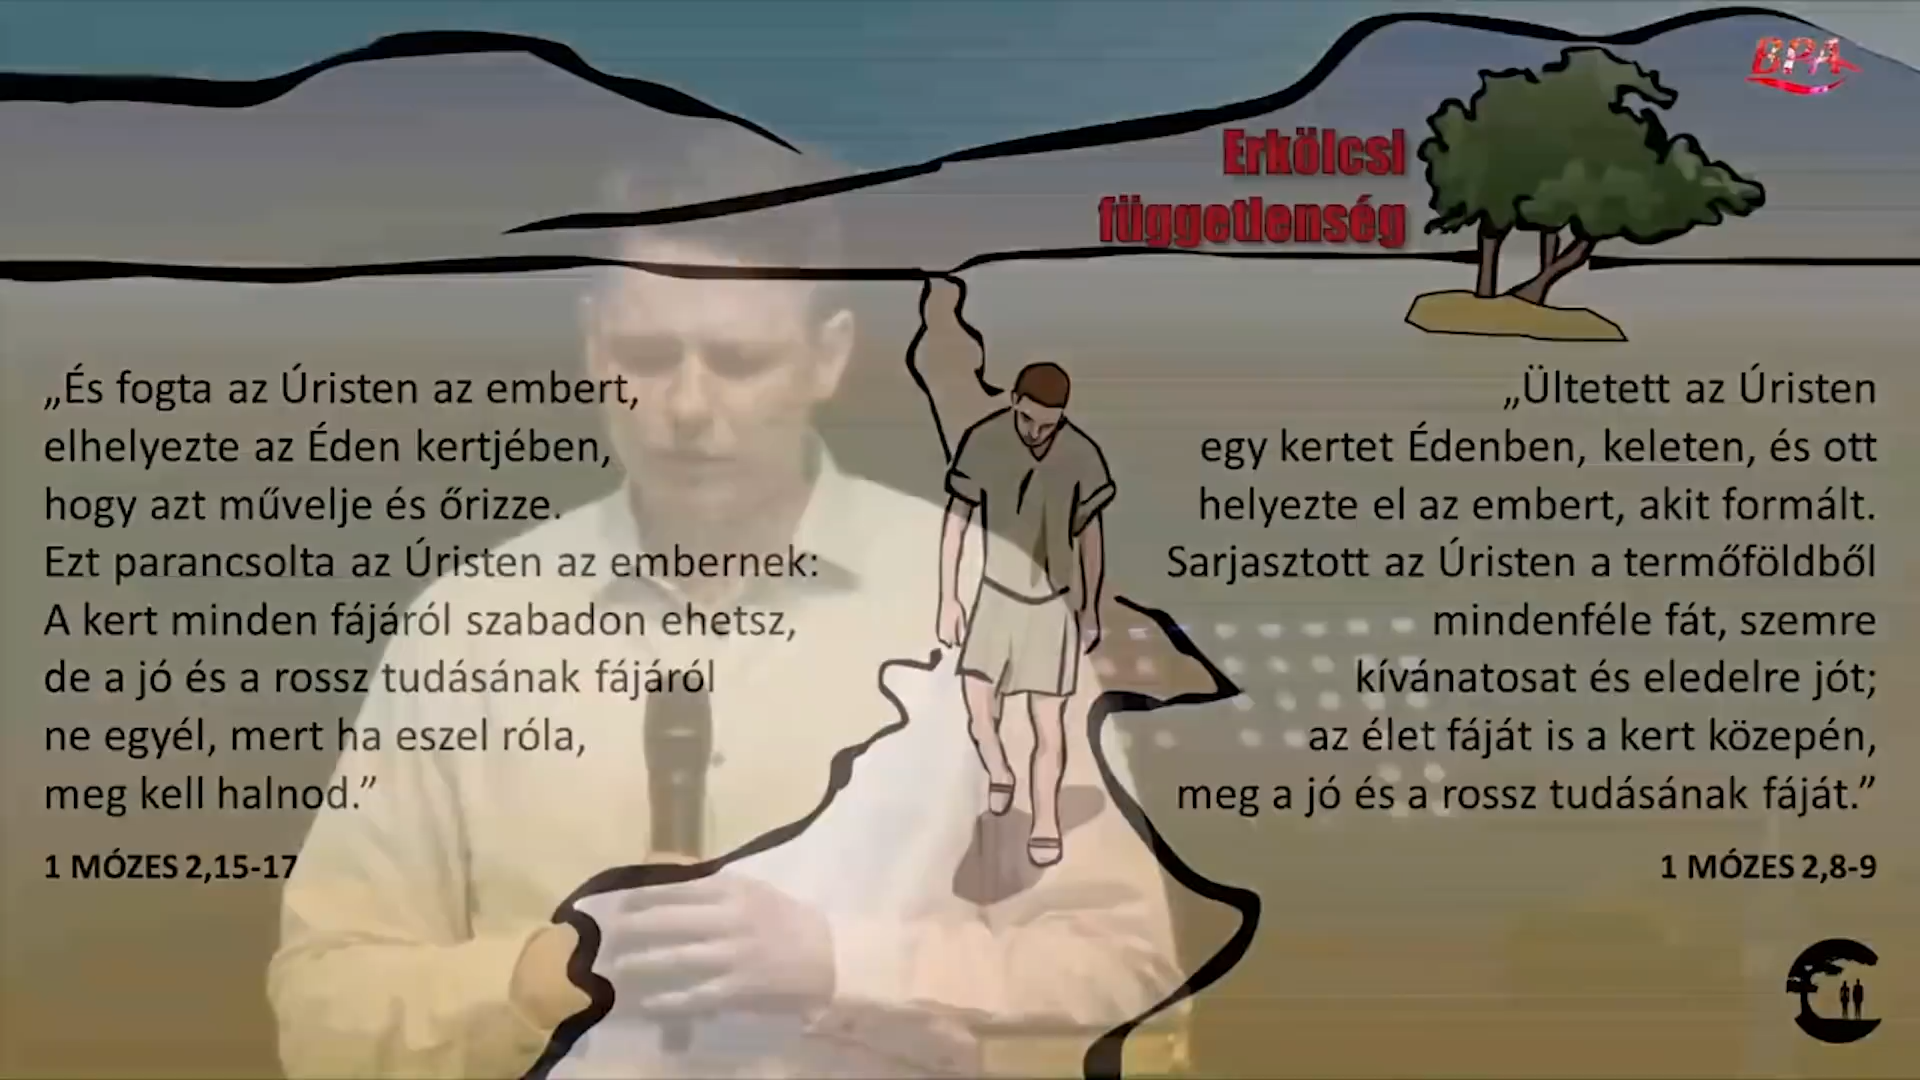 BPA
Erkölcsi
függetlenség
„És fogta az Úristen az embert,
elhelyezte az Éden kertjében,
hogy azt művelje és őrizze.
Ezt parancsolta az Úristen az embernek:
A kert minden fájáról szabadon ehetsz,
de a jó és a rossz tudásának fájáról
ne egyél, mert ha eszel róla,
meg kell halnod.”
1 MÓZES 2,15-17
„Ültetett az Úristen
egy kertet Édenben, keleten, és ott
helyezte el az embert, akit formált.
Sarjasztott az Úristen a termőföldből
mindenféle fát, szemre
kívánatosat és eledelre jót;
az élet fáját is a kert közepén,
meg a jó és a rossz tudásának fáját.”
1 MÓZES 2,8-9